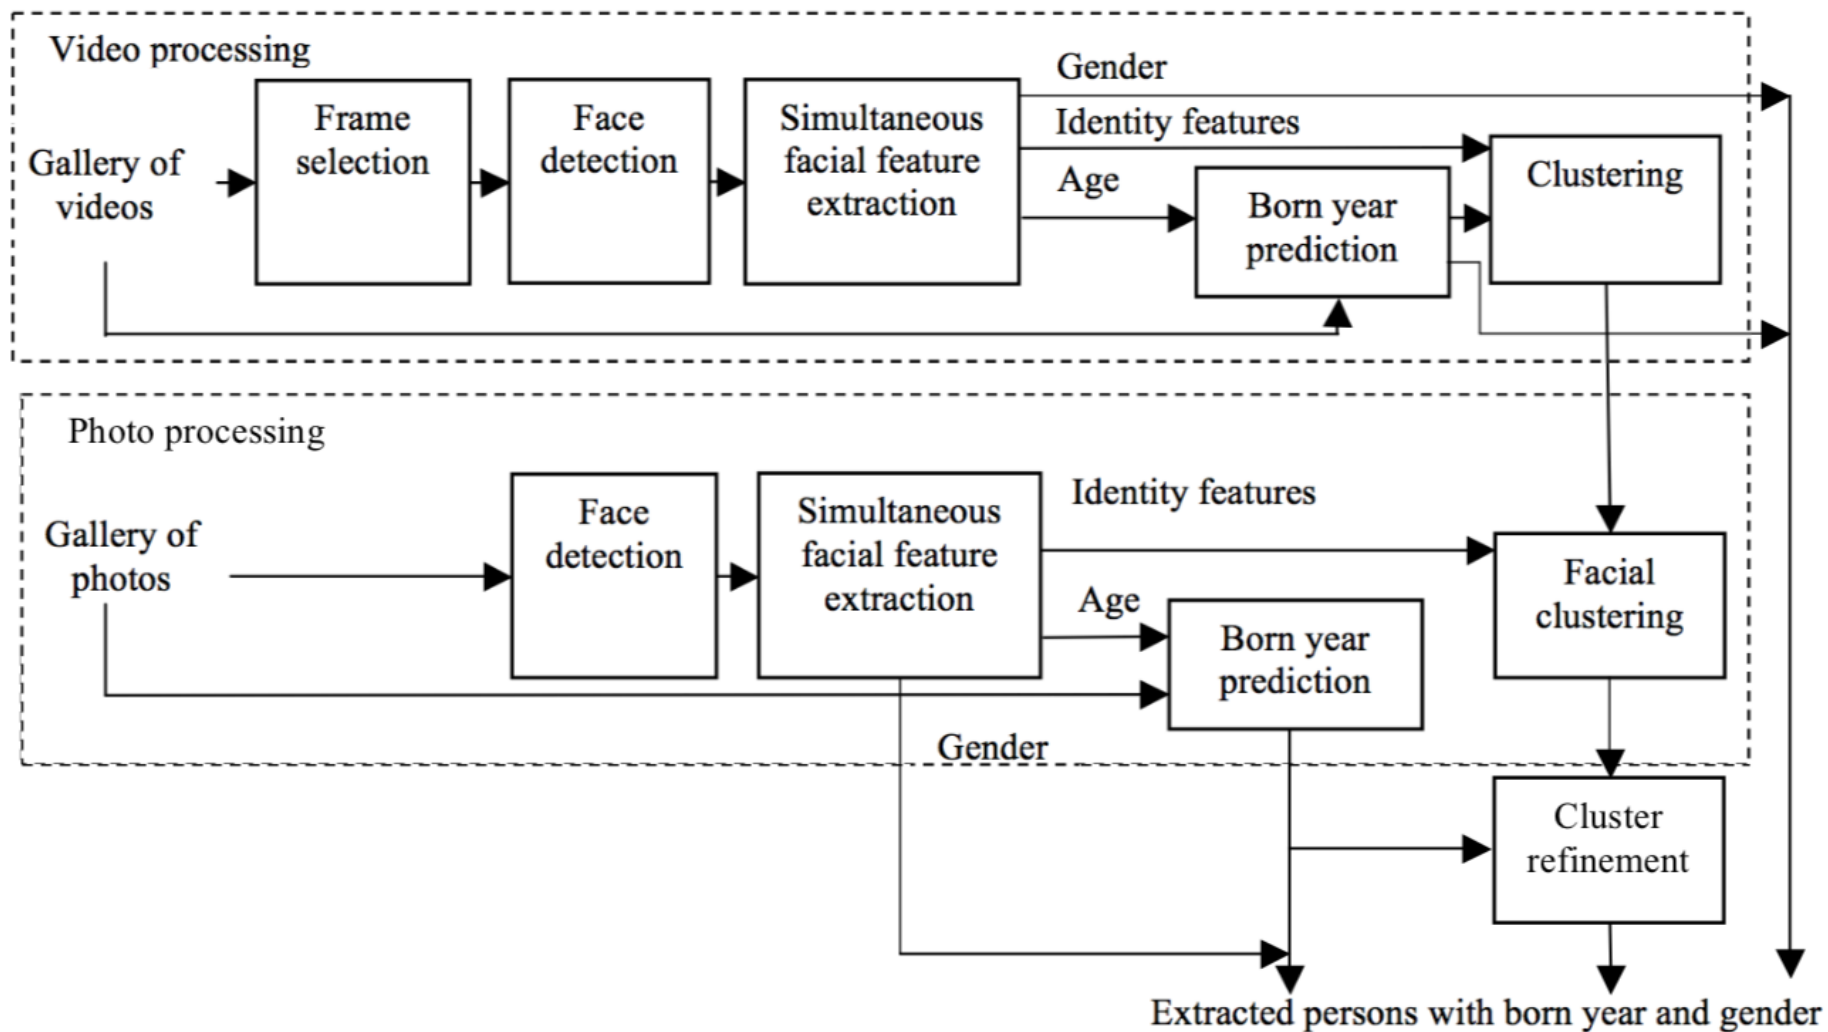 Video processing
Gallery of
videos
Frame
selection
Face
detection
Simultaneous
facial feature
extraction
Gender
Identity features
Age
Born year
prediction
Clustering
Photo processing
Gallery of
photos
Face
detection
Simultaneous
facial feature
extraction
Identity features
Age
Born year
prediction
Facial
clustering
Gender
Cluster
refinement
Extracted persons with born year and gender